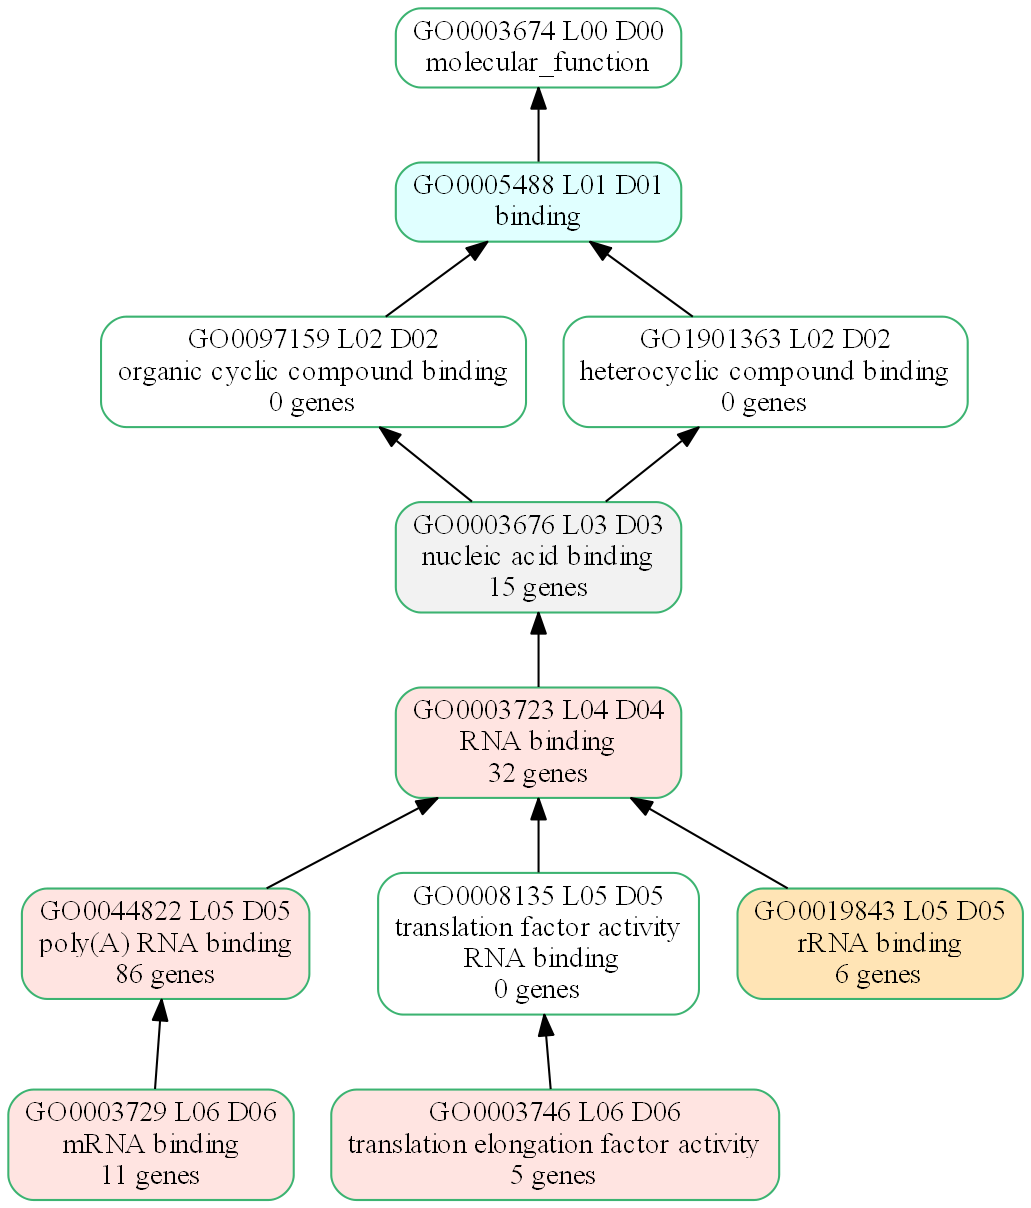 GO0003674 L00 D00
molecular_function
GO0005488 L01 D01
binding
GO0097159 L02 D02
organic cyclic compound binding
0 genes
GO1901363 L02 D02
heterocyclic compound binding
0 genes
GO0003676 L03 D03
nucleic acid binding
15 genes
GO0003723 L04 D04
RNA binding
32 genes
GO0044822 L05 D05
poly(A) RNA binding
86 genes
GO0008135 L05 D05
translation factor activity
RNA binding
0 genes
GO0019843 L05 D05
rRNA binding
6 genes
GO0003729 L06 D06
mRNA binding
11 genes
GO0003746 L06 D06
translation elongation factor activity
5 genes